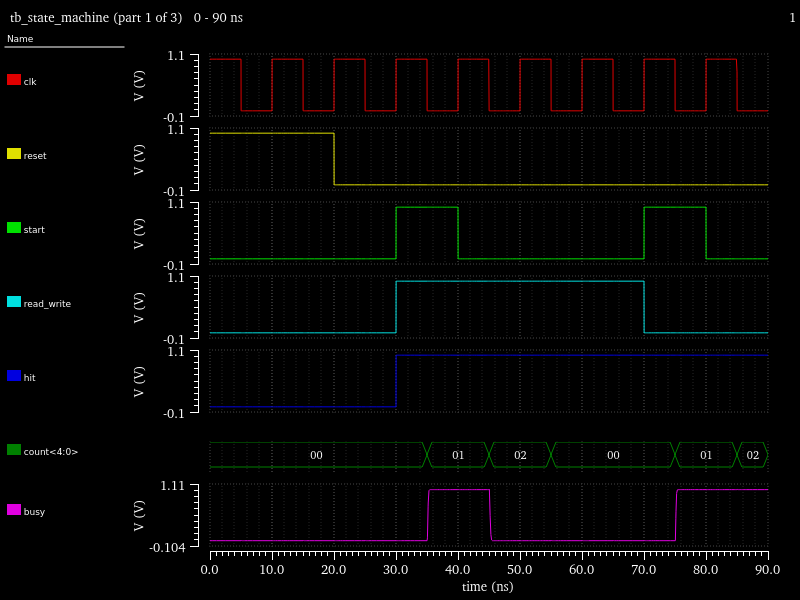 tb_state_machine (part 1 of 3) 0 - 90 ns 1
Name
clk V (V) 1.1 -0.1
reset V (V) 1.1 -0.1
start V (V) 1.1 -0.1
read_write V (V) 1.1 -0.1
hit V (V) 1.1 -0.1
count<4:0> 00 01 02 00 01 02
busy V (V) 1.11 -0.104
0.0 10.0 20.0 30.0 40.0 50.0 60.0 70.0 80.0 90.0
time (ns)